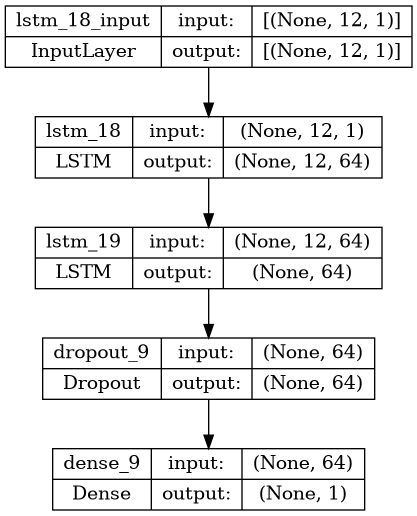 lstm_18_input input: [(None, 12, 1)]
InputLayer output: [(None, 12, 1)]
lstm_18 input: (None, 12, 1)
LSTM output: (None, 12, 64)
lstm_19 input: (None, 12, 64)
LSTM output: (None, 64)
dropout_9 input: (None, 64)
Dropout output: (None, 64)
dense_9 input: (None, 64)
Dense output: (None, 1)